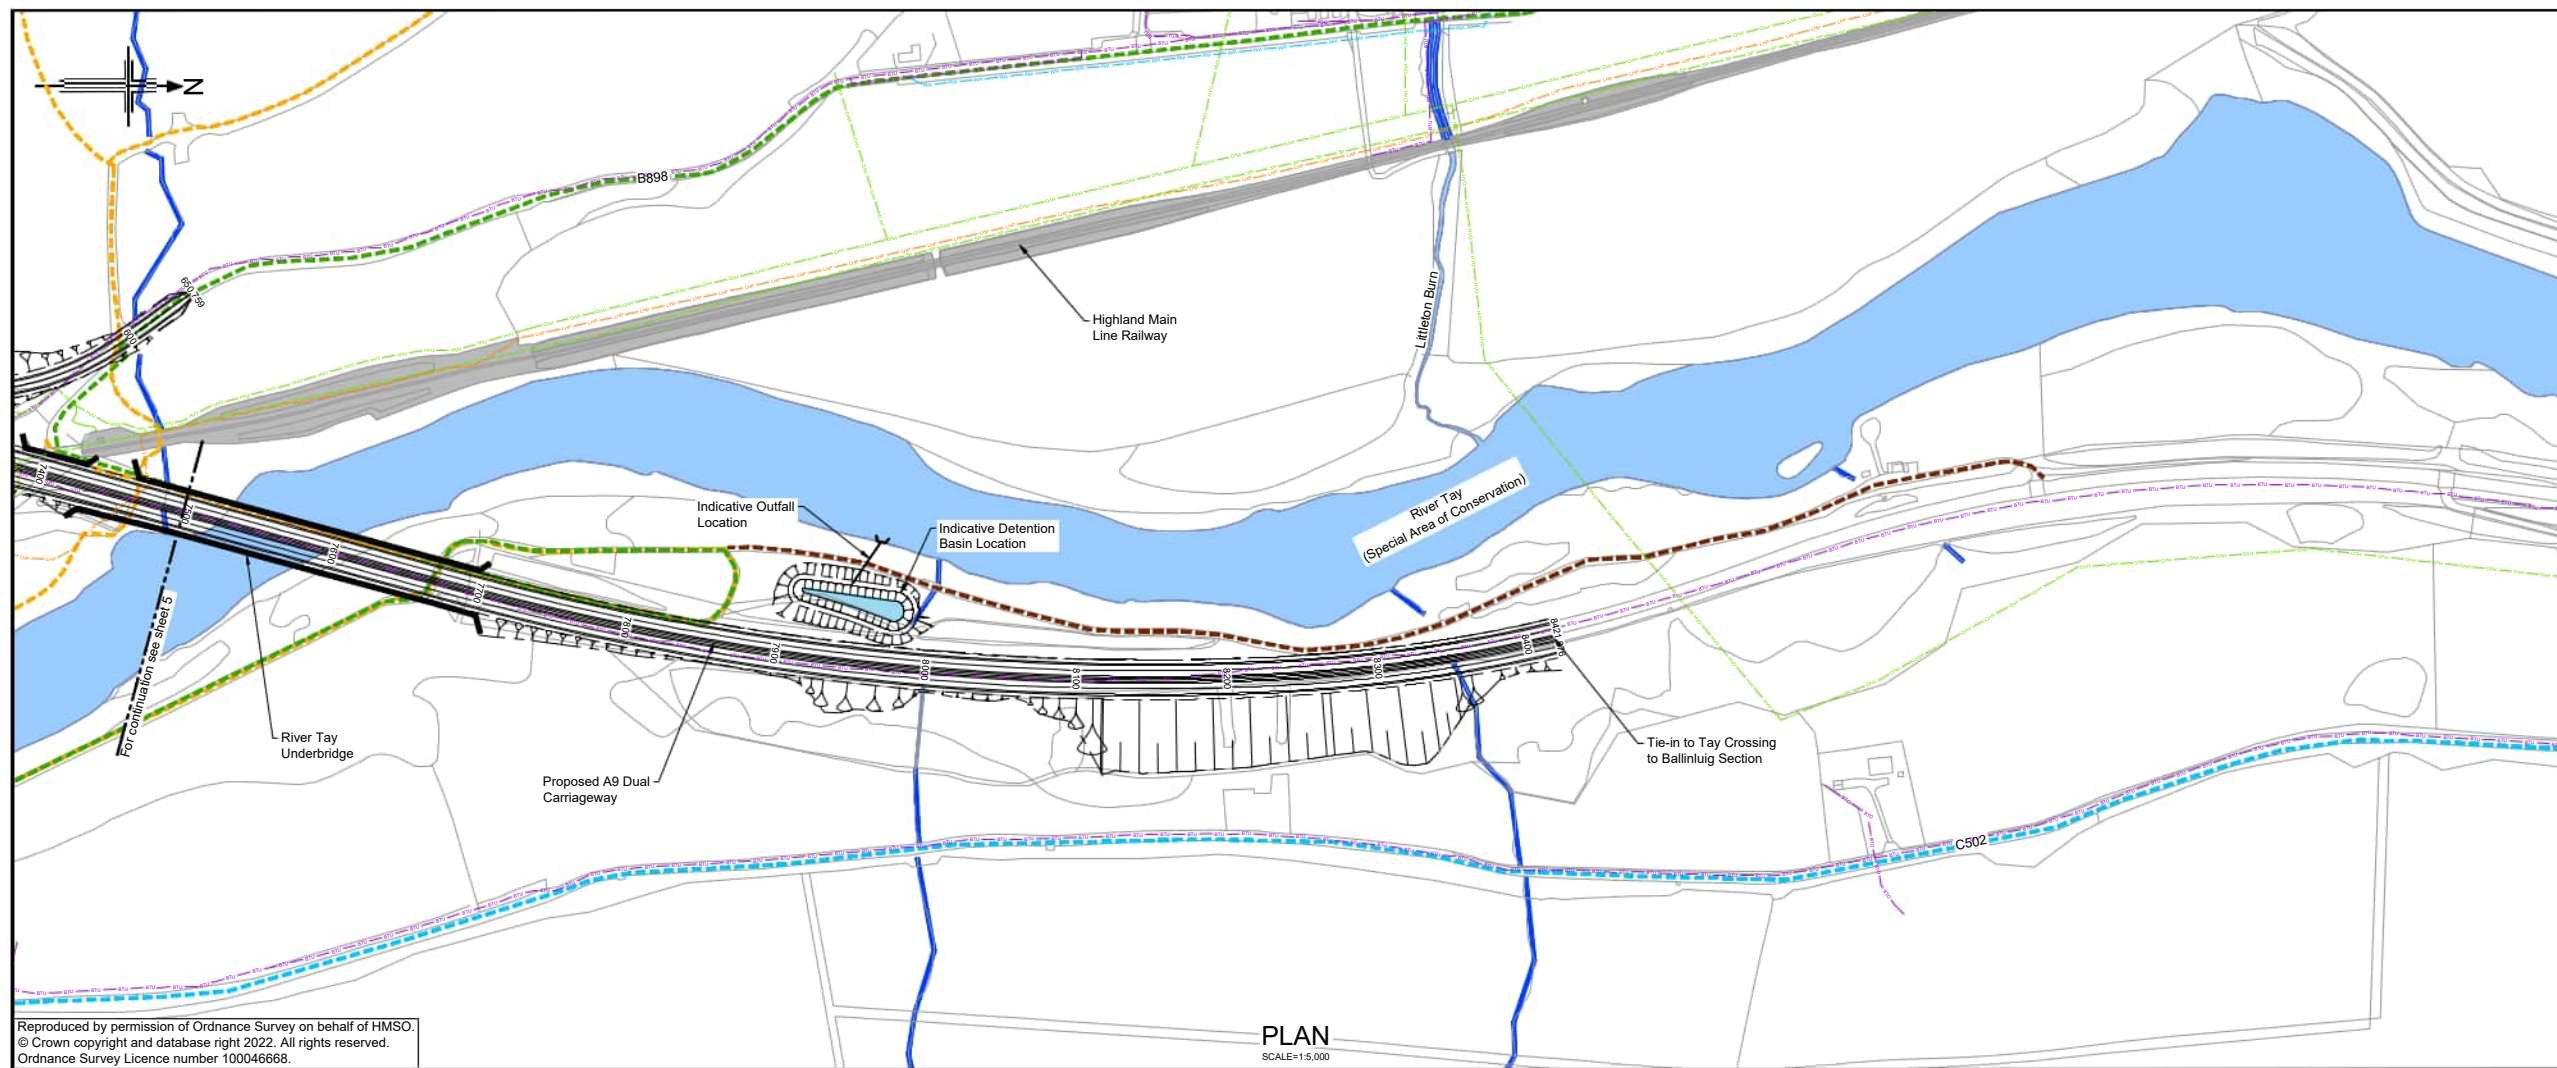 N
B898
650.759
600
Highland Main
Line Railway
Littleton Burn
River Tay
(Special Area of Conservation)
Indicative Outfall
Location
Indicative Detention
Basin Location
7400
7500
7600
7700
7800
7900
8000
8100
8200
8300
8400
For continuation see sheet 5
River Tay
Underbridge
Proposed A9 Dual
Carriageway
Tie-in to Tay Crossing
to Ballinluig Section
C502
Reproduced by permission of Ordnance Survey on behalf of HMSO.
© Crown copyright and database right 2022. All rights reserved.
Ordnance Survey Licence number 100046668.
PLAN
SCALE=1:5,000